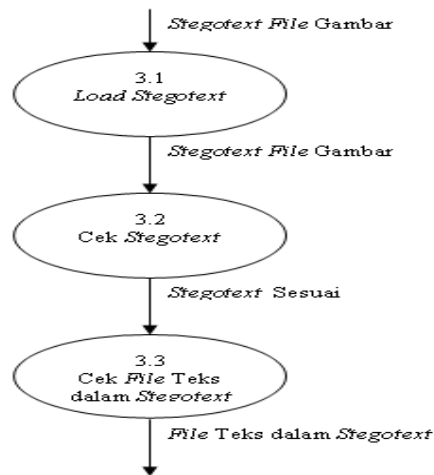 Stegotext File Gambar
3.1
Load Stegotext
Stegotext File Gambar
3.2
Cek Stegotext
Stegotext Sesuai
3.3
Cek File Teks
dalam Stegotext
File Teks dalam Stegotext